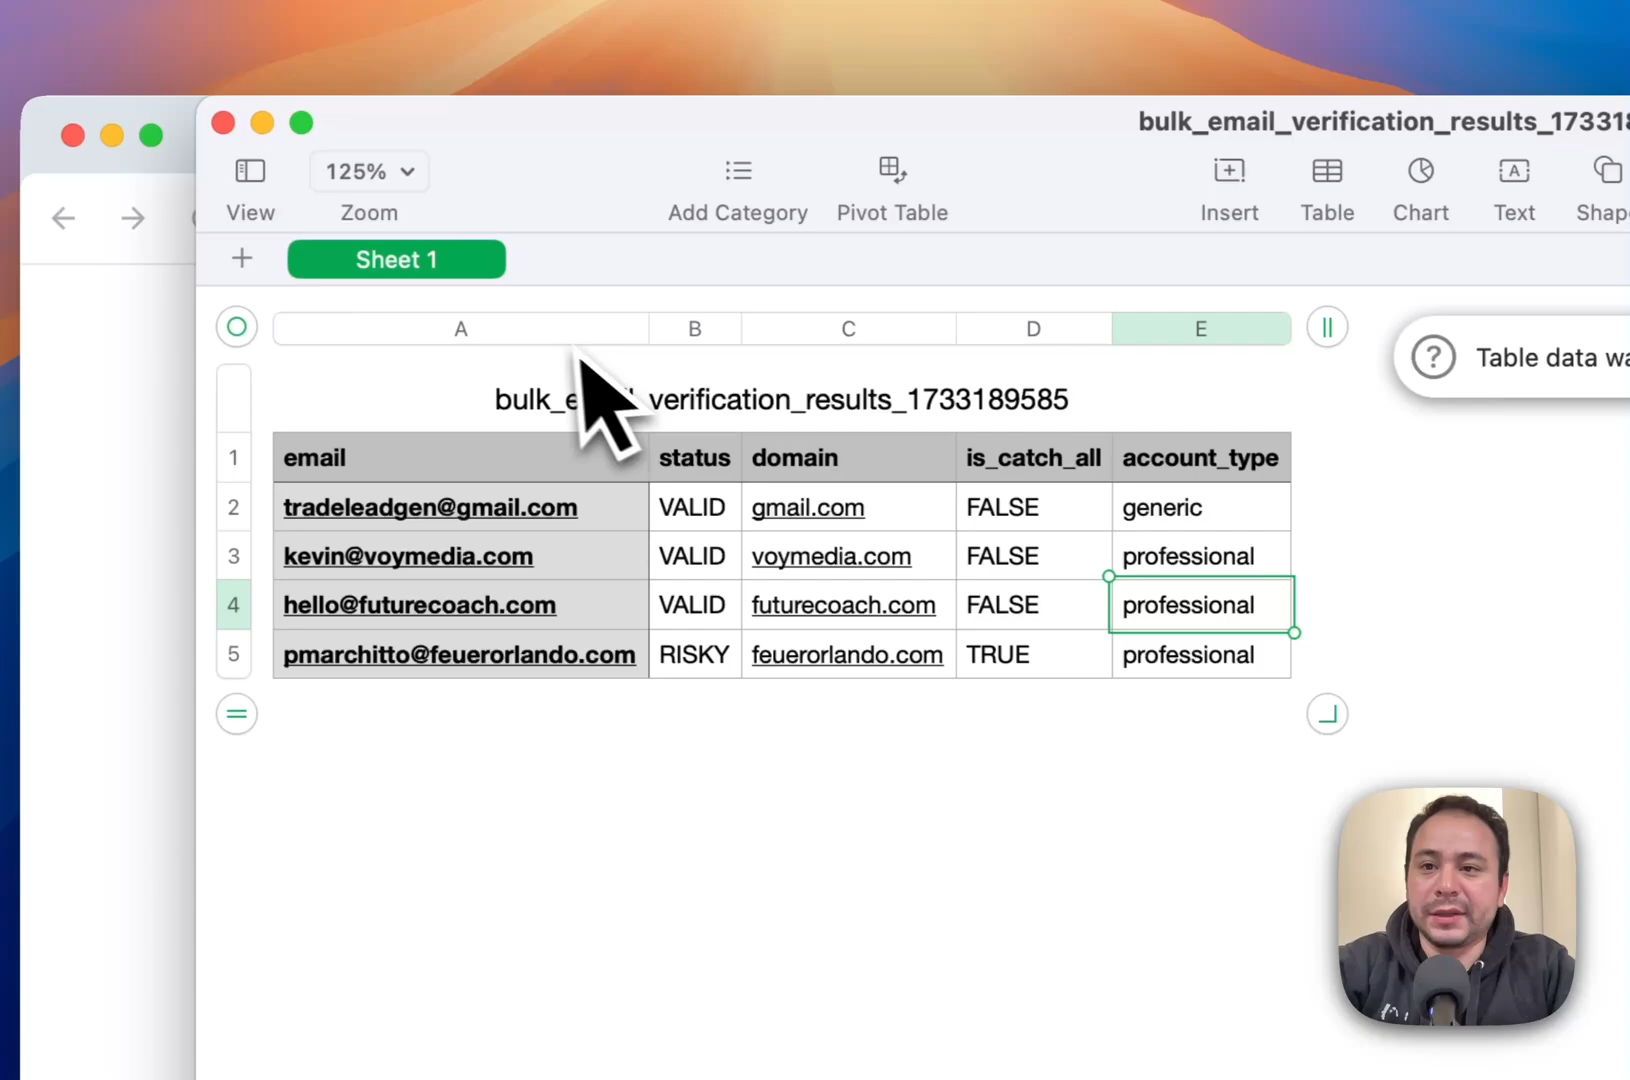 bulk_email_verification_results_17331
125%
View
Zoom
Add Category
Pivot Table
Insert
Table
Chart
Text
Shap
Sheet 1
A B C D E
Table data wa
verification_results_1733189585
1 email status domain is_catch_all account_type
2 tradeleadgen@gmail.com VALID gmail.com FALSE generic
3 kevin@voymedia.com VALID voymedia.com FALSE professional
4 hello@futurecoach.com VALID futurecoach.com FALSE professional
5 pmarchitto@feuerorlando.com RISKY feuerorlando.com TRUE professional